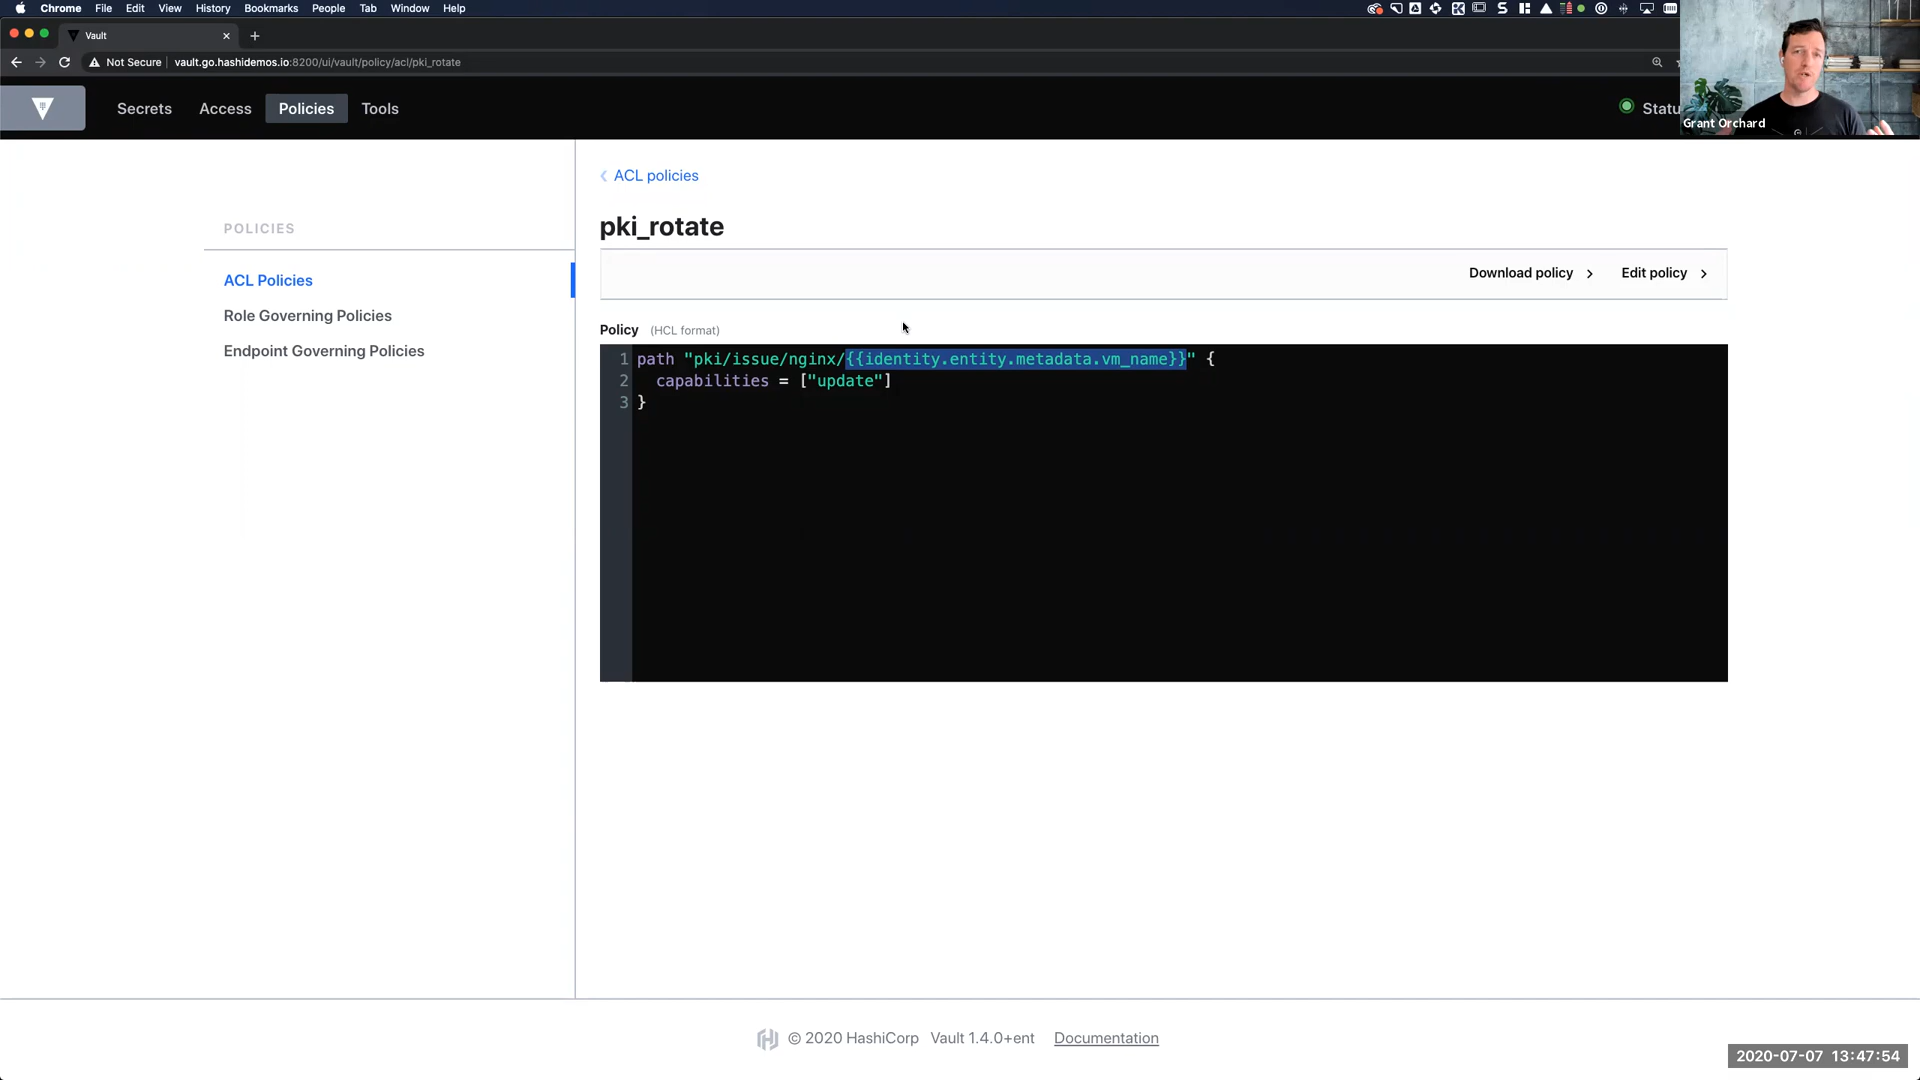 Chrome File Edit View History Bookmarks People Tab Window Help
Vault
Not Secure vault.go.hashidemos.io:8200/ui/vault/policy/acl/pki_rotate
Secrets Access Policies Tools
Statu
Grant Orchard
ACL policies
POLICIES
pki_rotate
ACL Policies
Download policy
Edit policy
Role Governing Policies
Policy (HCL format)
Endpoint Governing Policies
1 path "pki/issue/nginx/{{identity.entity.metadata.vm_name}}" {
2 capabilities = ["update"]
3 }
© 2020 HashiCorp Vault 1.4.0+ent Documentation
2020-07-07 13:47:54